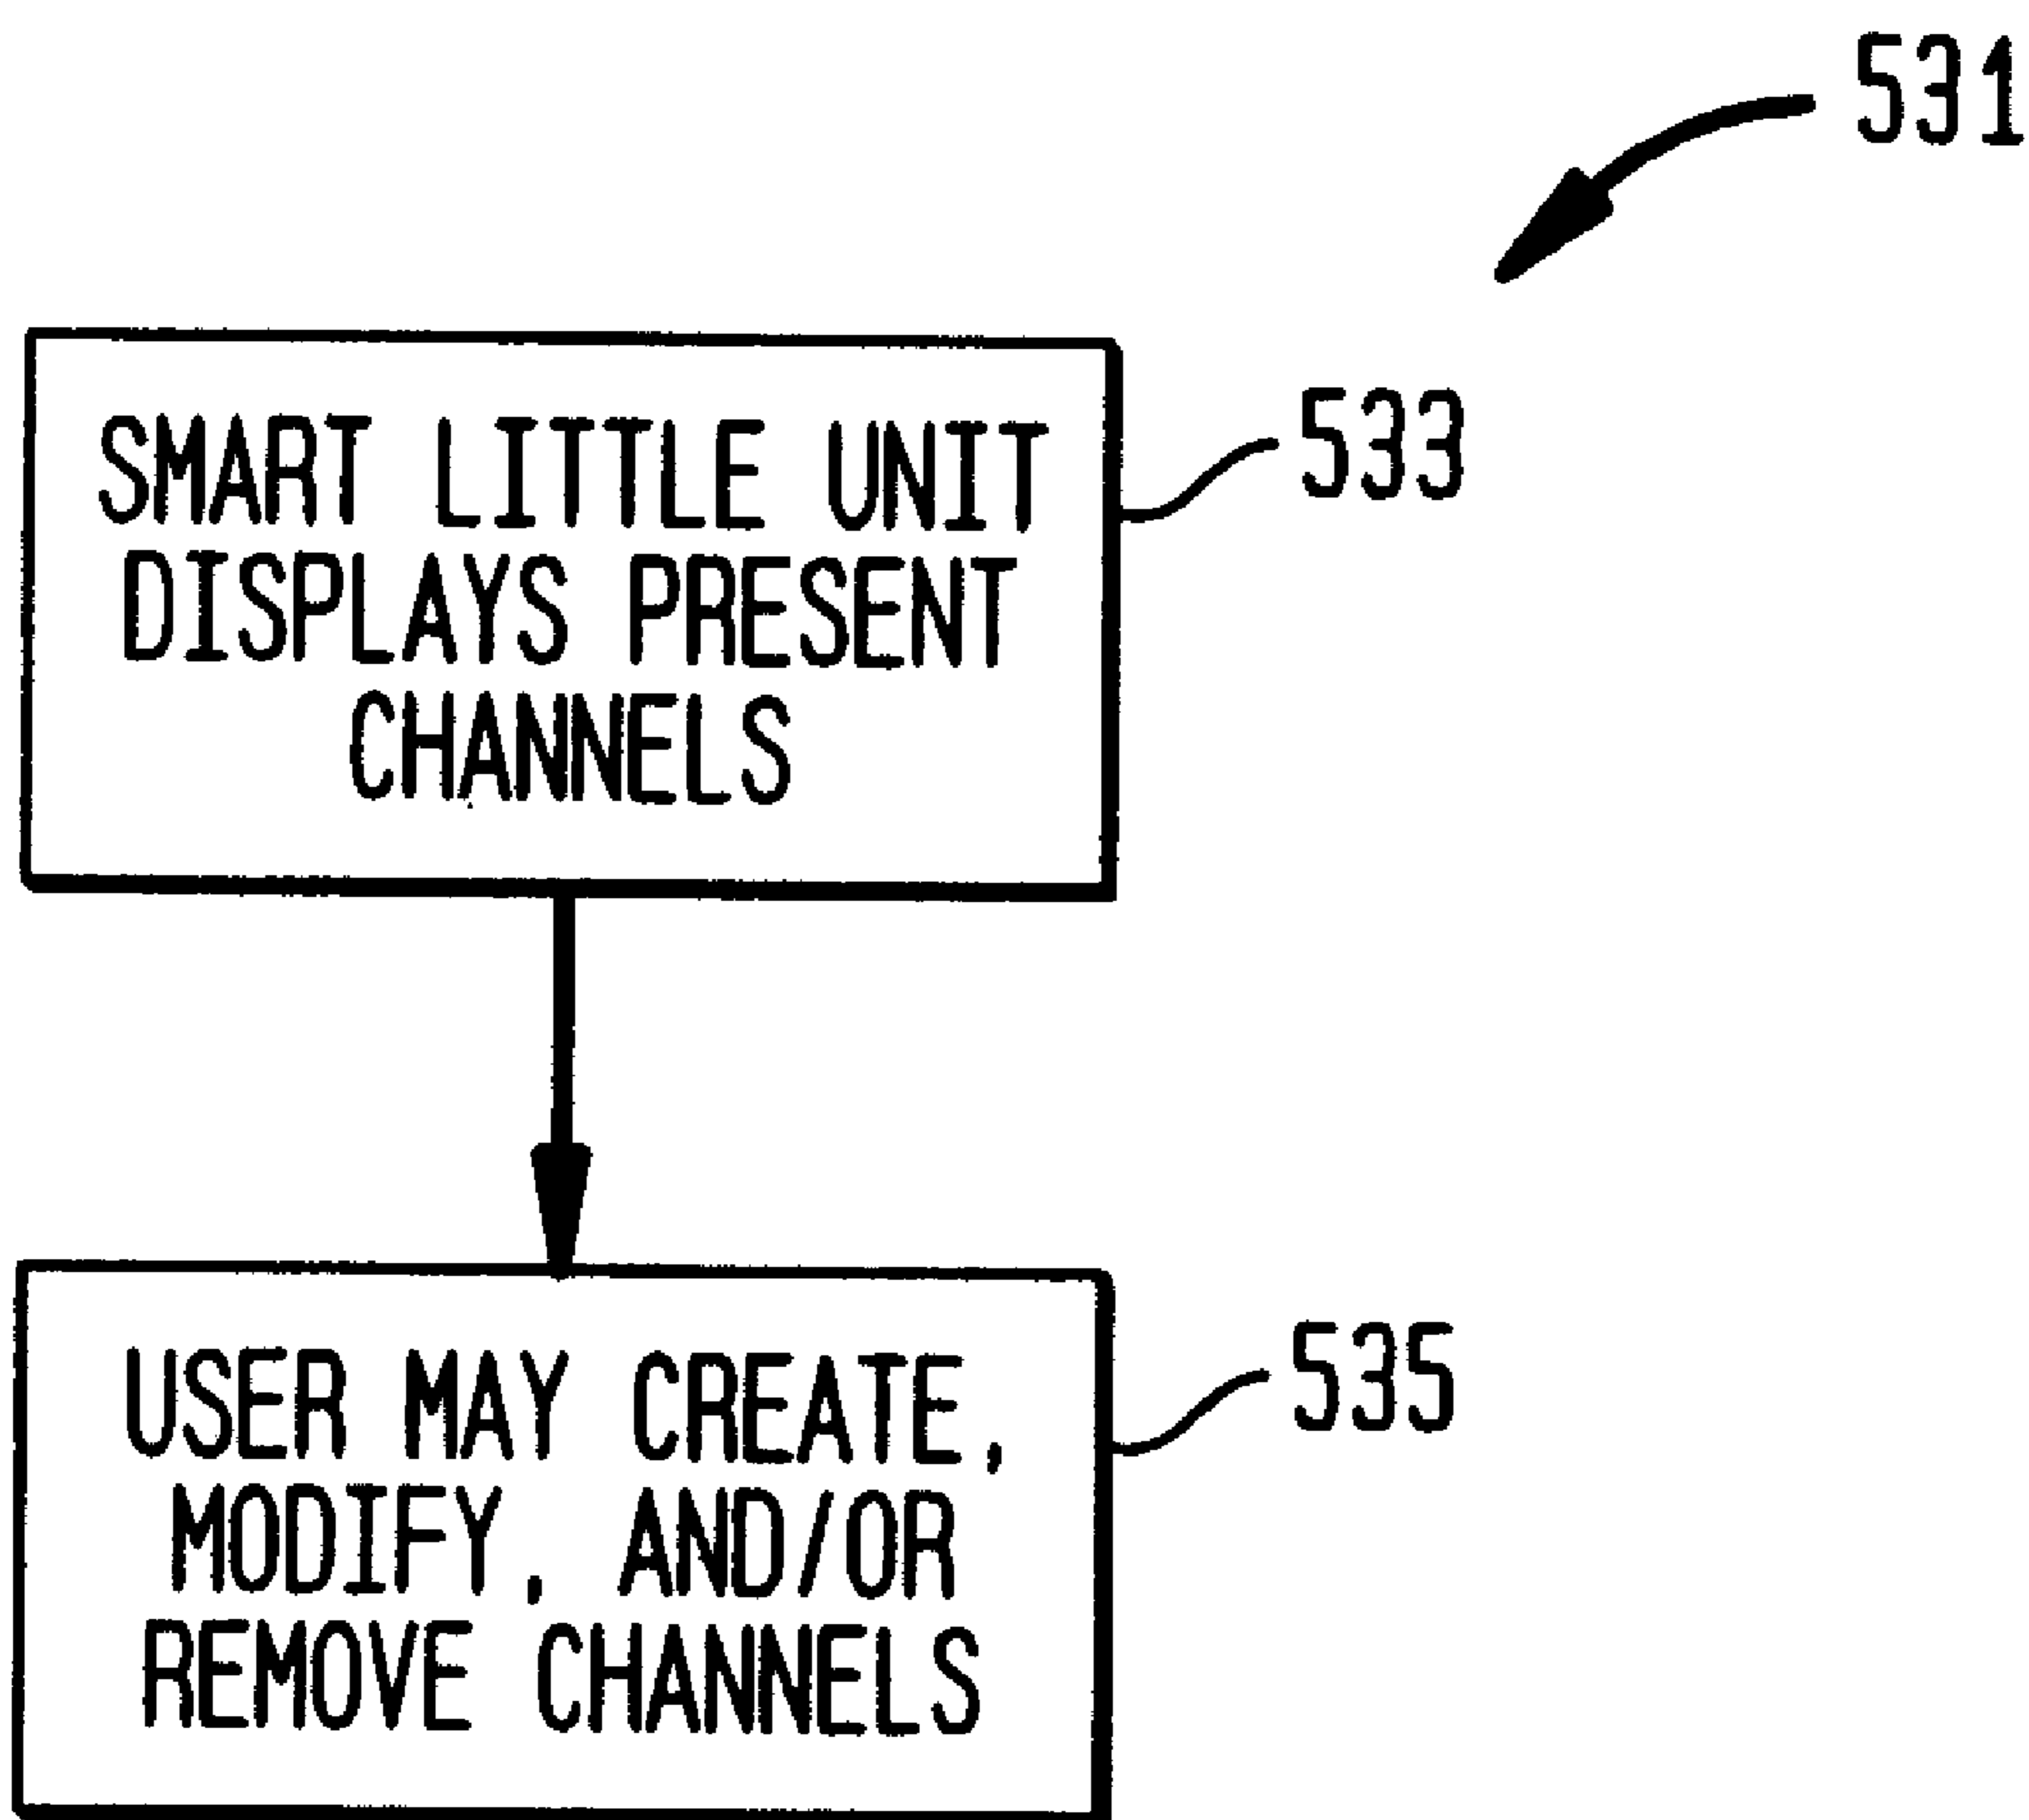 531
SMART LITTLE UNIT
DISPLAYS PRESENT
CHANNELS
533
USER MAY CREATE,
MODIFY, AND/OR
REMOVE CHANNELS
535